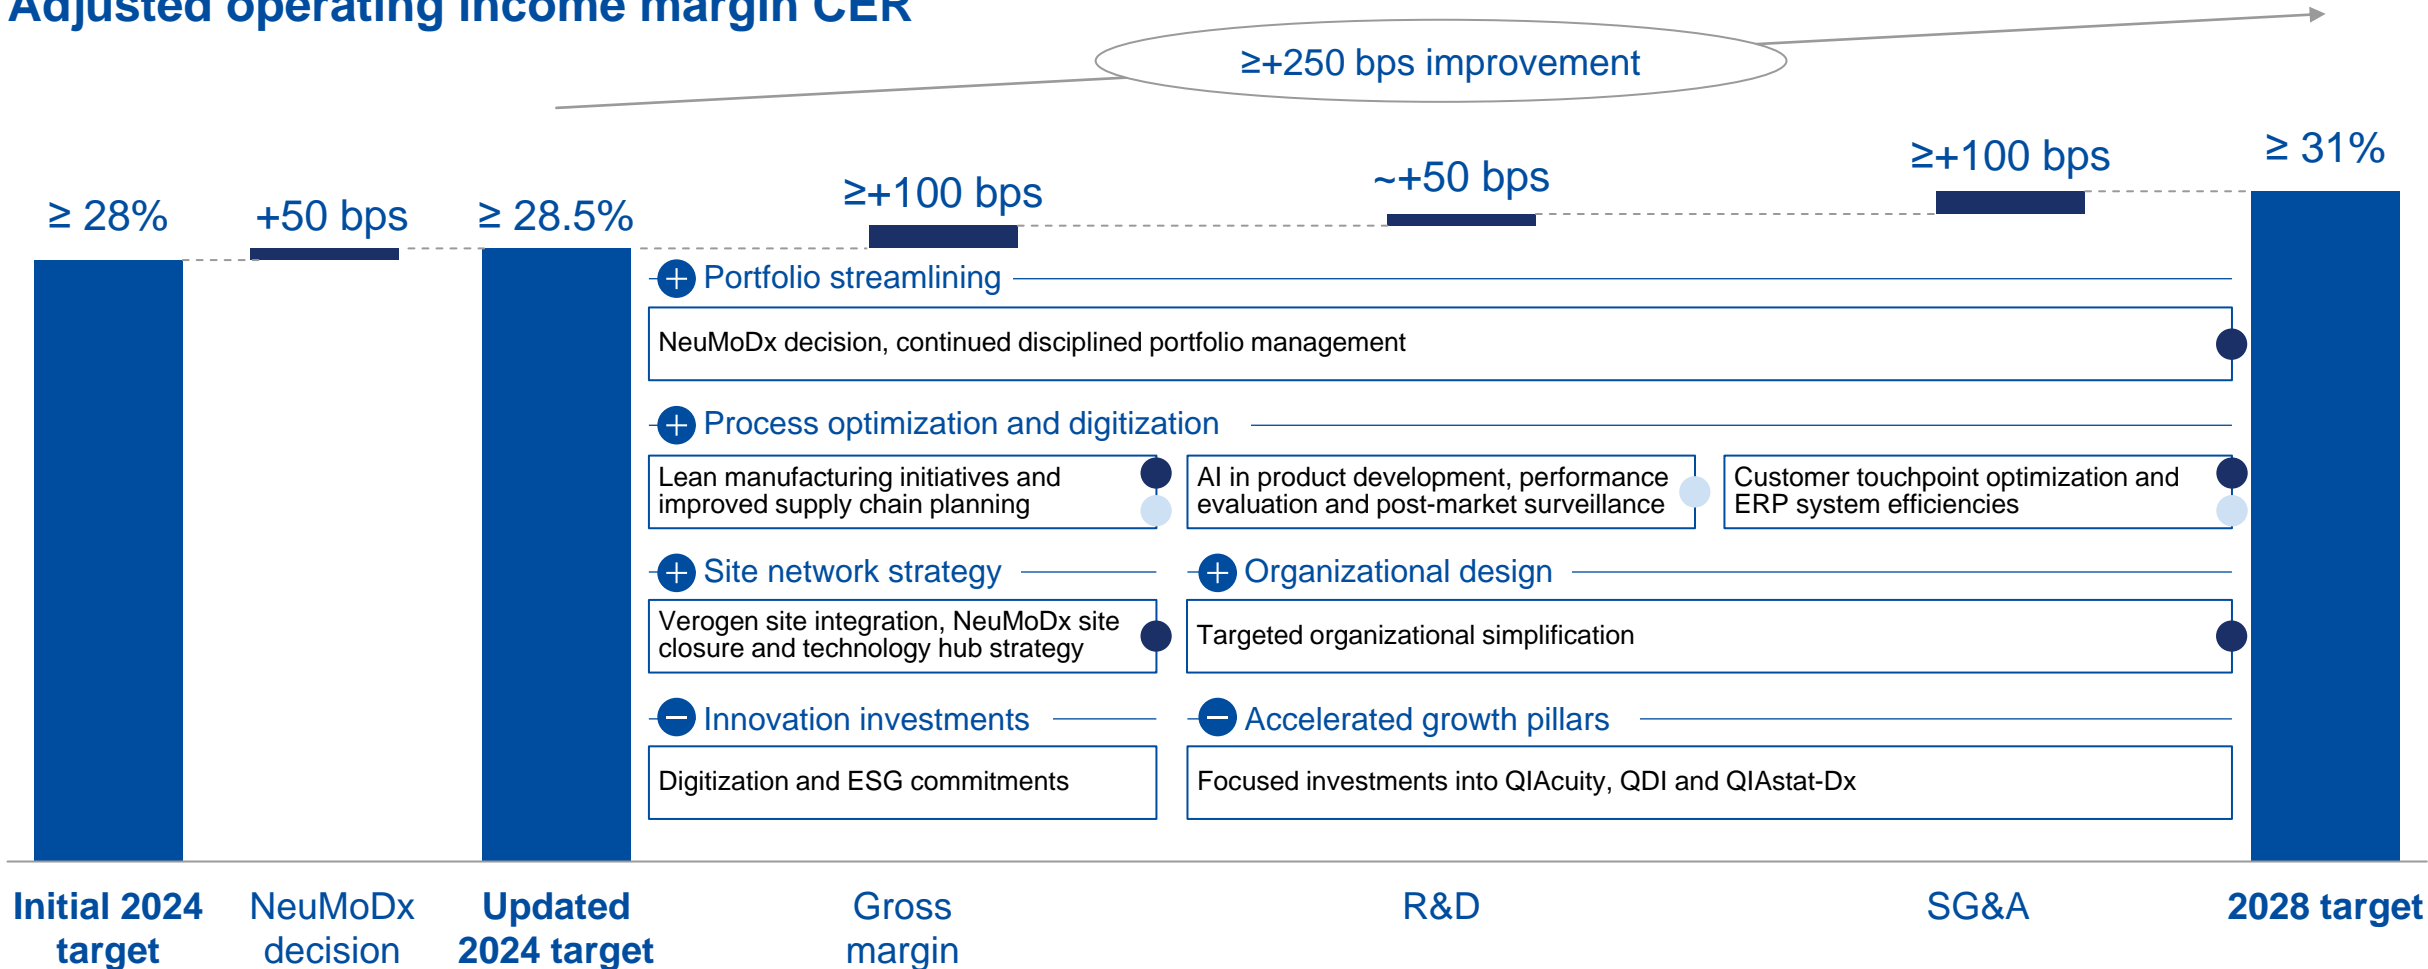 Adjusted operating income margin CER
≥+250 bps improvement
≥ 28%
+50 bps
≥ 28.5%
≥+100 bps
~+50 bps
≥+100 bps
≥ 31%
Portfolio streamlining
NeuMoDx decision, continued disciplined portfolio management
Process optimization and digitization
Lean manufacturing initiatives and
improved supply chain planning
AI in product development, performance
evaluation and post-market surveillance
Customer touchpoint optimization and
ERP system efficiencies
Site network strategy
Verogen site integration, NeuMoDx site
closure and technology hub strategy
Organizational design
Targeted organizational simplification
Innovation investments
Digitization and ESG commitments
Accelerated growth pillars
Focused investments into QIAcuity, QDI and QIAstat-Dx
Initial 2024
target
NeuMoDx
decision
Updated
2024 target
Gross
margin
R&D
SG&A
2028 target